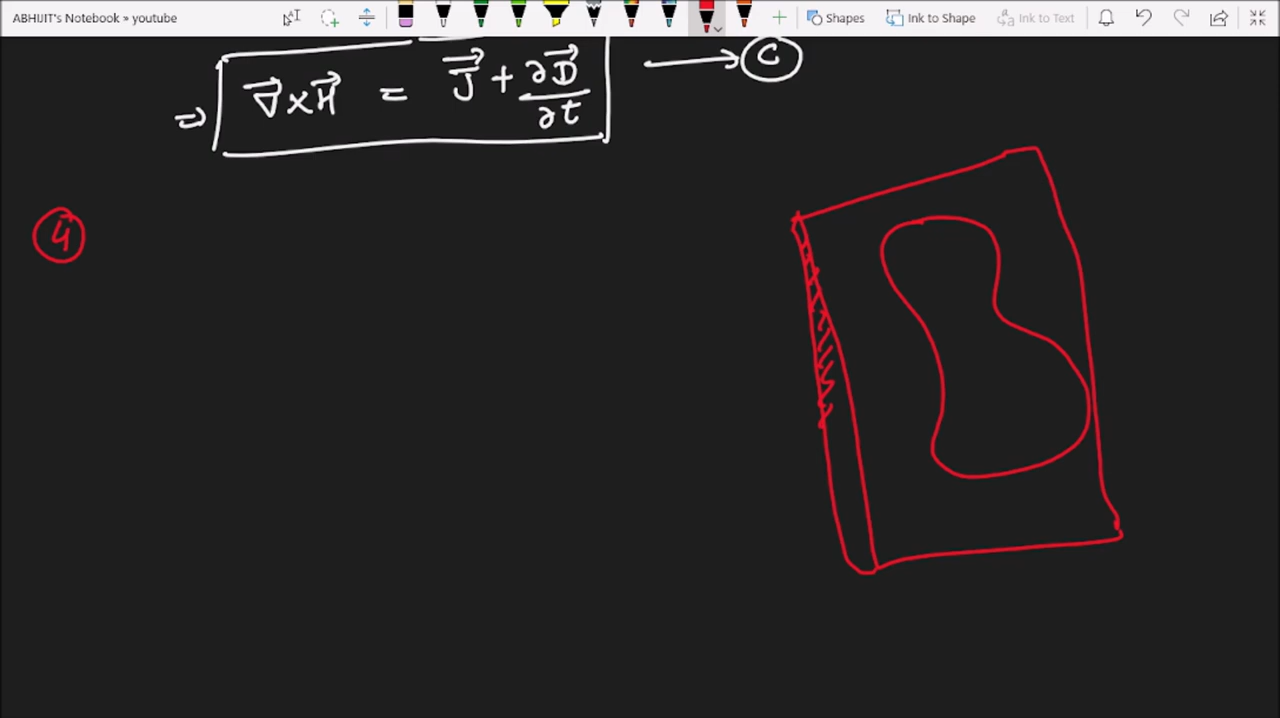 ABHIJIT's Notebook » youtube
Shapes
Ink to Shape
Ink to Text
⇒ ∇⃗×H⃗ = J⃗ + ∂D⃗/∂t → C
4